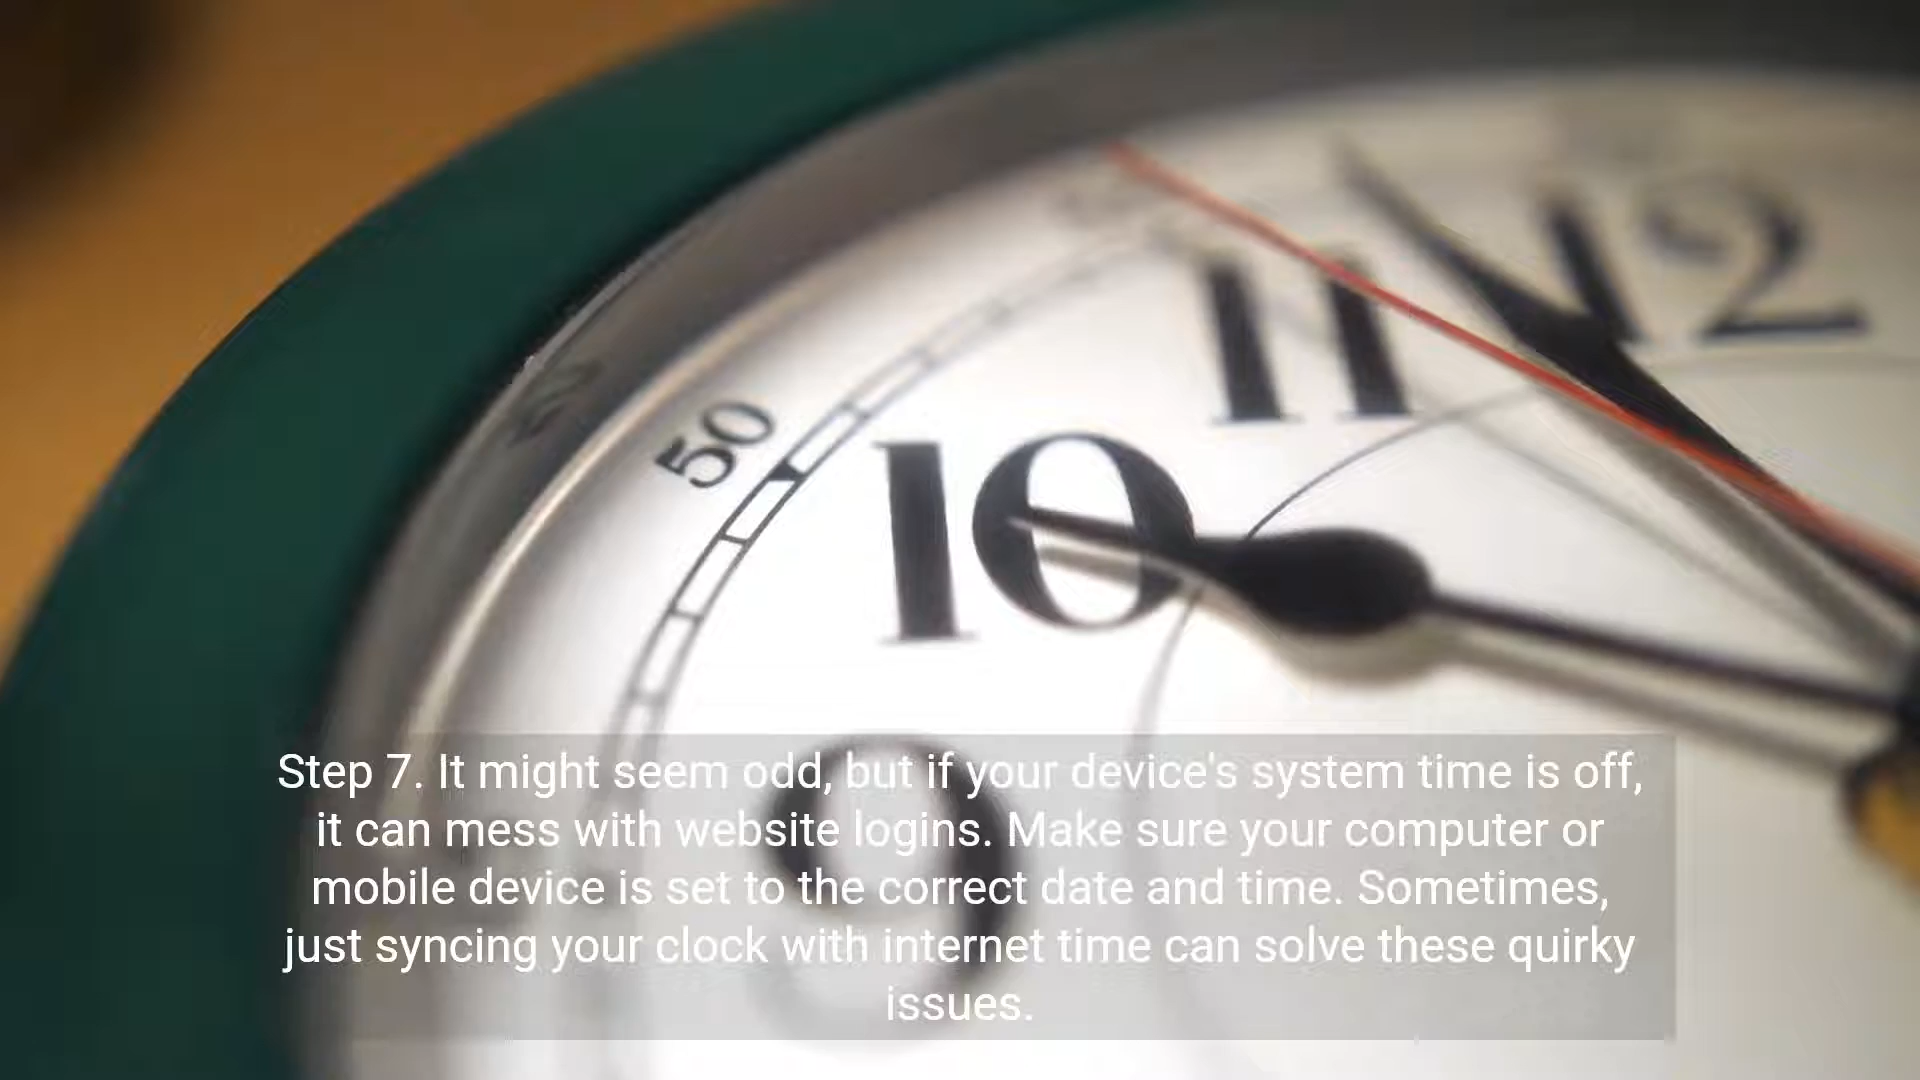 12
11
50
10
9
Step 7. It might seem odd, but if your device's system time is off,
it can mess with website logins. Make sure your computer or
mobile device is set to the correct date and time. Sometimes,
just syncing your clock with internet time can solve these quirky
issues.